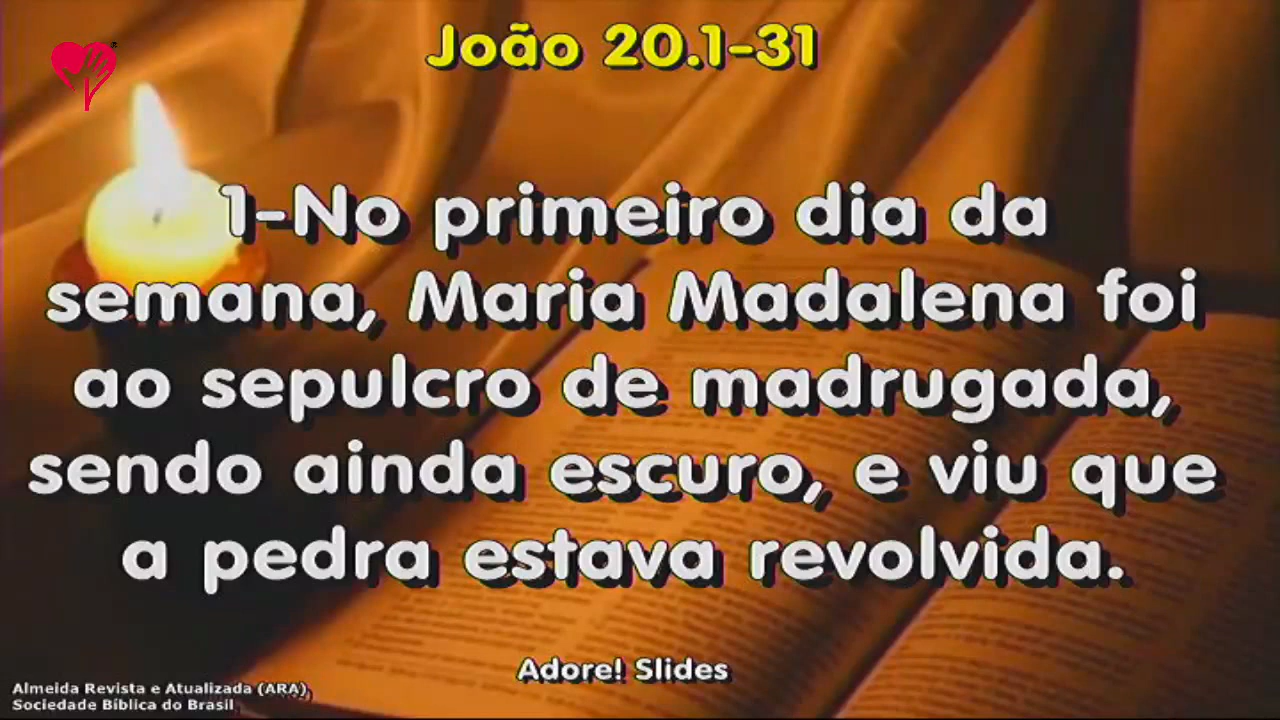 João 20.1-31
1-No primeiro dia da
semana, Maria Madalena foi
ao sepulcro de madrugada,
sendo ainda escuro, e viu que
a pedra estava revolvida.
Adore! Slides
Almeida Revista e Atualizada (ARA)
Sociedade Bíblica do Brasil